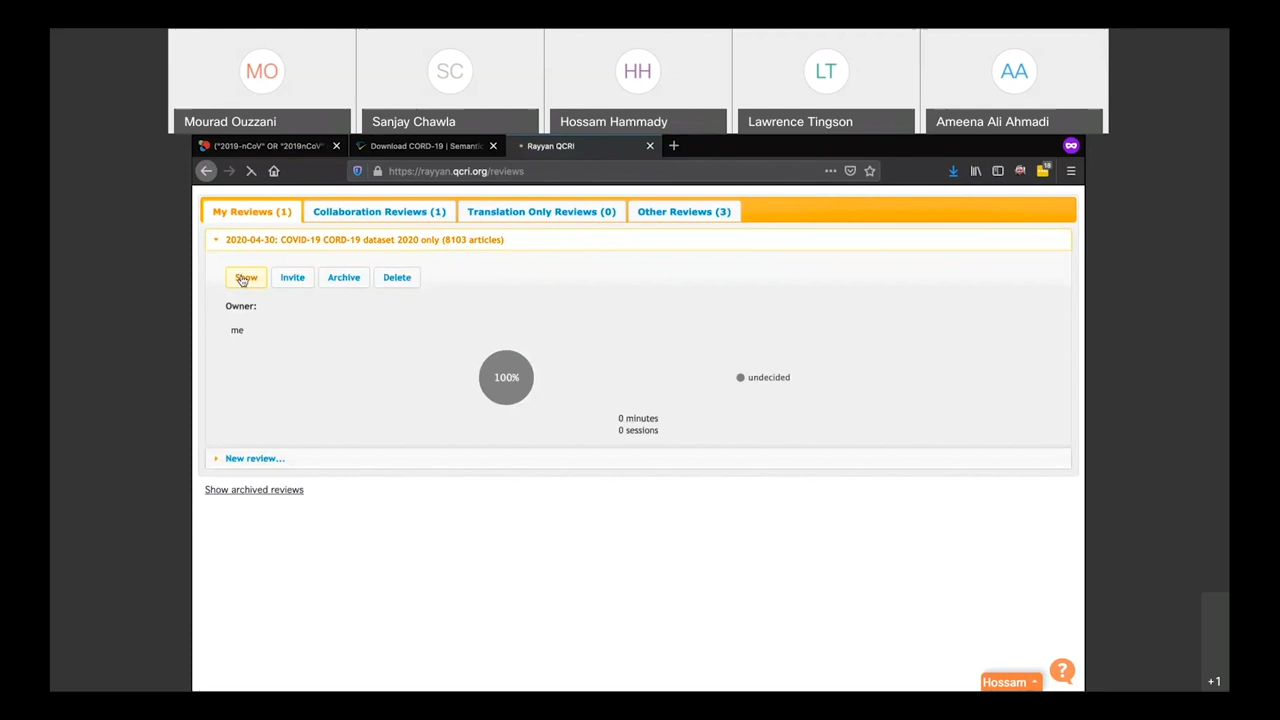 MO
SC
HH
LT
AA
Mourad Ouzzani
Sanjay Chawla
Hossam Hammady
Lawrence Tingson
Ameena Ali Ahmadi
("2019-nCoV" OR "2019nCoV"
Download CORD-19 | Semantic
Rayyan QCRI
https://rayyan.qcri.org/reviews
18
My Reviews (1)
Collaboration Reviews (1)
Translation Only Reviews (0)
Other Reviews (3)
2020-04-30: COVID-19 CORD-19 dataset 2020 only (8103 articles)
Show
Invite
Archive
Delete
Owner:
me
100%
undecided
0 minutes
0 sessions
New review...
Show archived reviews
?
Hossam
+1